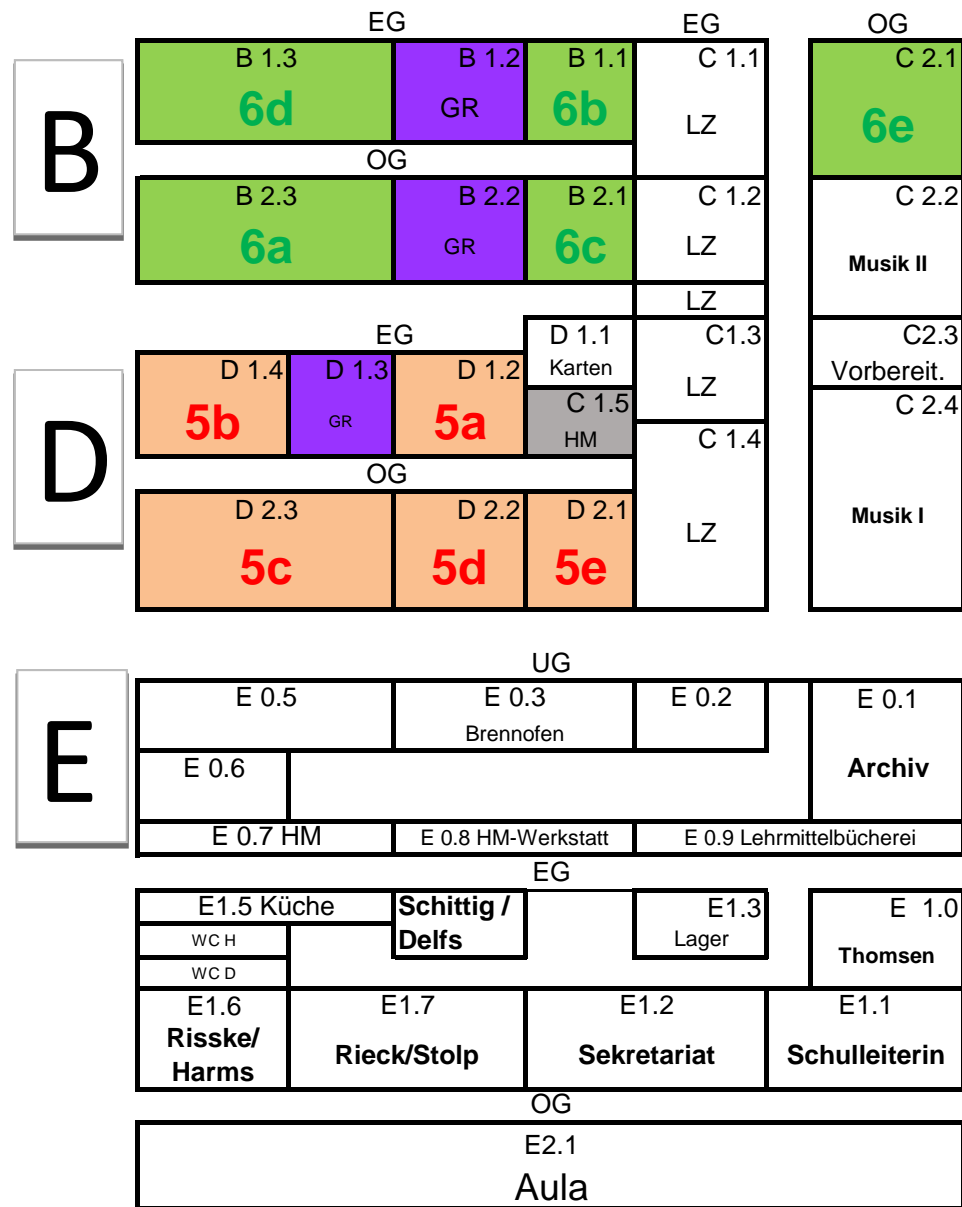 EG EG OG
B
B 1.3 B 1.2 B 1.1 C 1.1 C 2.1
6d GR 6b LZ 6e
OG
B 2.3 B 2.2 B 2.1 C 1.2 C 2.2
6a GR 6c LZ Musik II
LZ
EG D 1.1 C1.3 C2.3
Karten LZ Vorbereit.
D
D 1.4 D 1.3 D 1.2 C 1.5 C 2.4
5b GR 5a HM C 1.4
OG
D 2.3 D 2.2 D 2.1 LZ Musik I
5c 5d 5e
UG
E
E 0.5 E 0.3 E 0.2 E 0.1
Brennofen
E 0.6 Archiv
E 0.7 HM E 0.8 HM-Werkstatt E 0.9 Lehrmittelbücherei
EG
E1.5 Küche Schittig / E1.3 E 1.0
WC H Delfs Lager Thomsen
WC D
E1.6 E1.7 E1.2 E1.1
Risske/
Harms Rieck/Stolp Sekretariat Schulleiterin
OG
E2.1
Aula